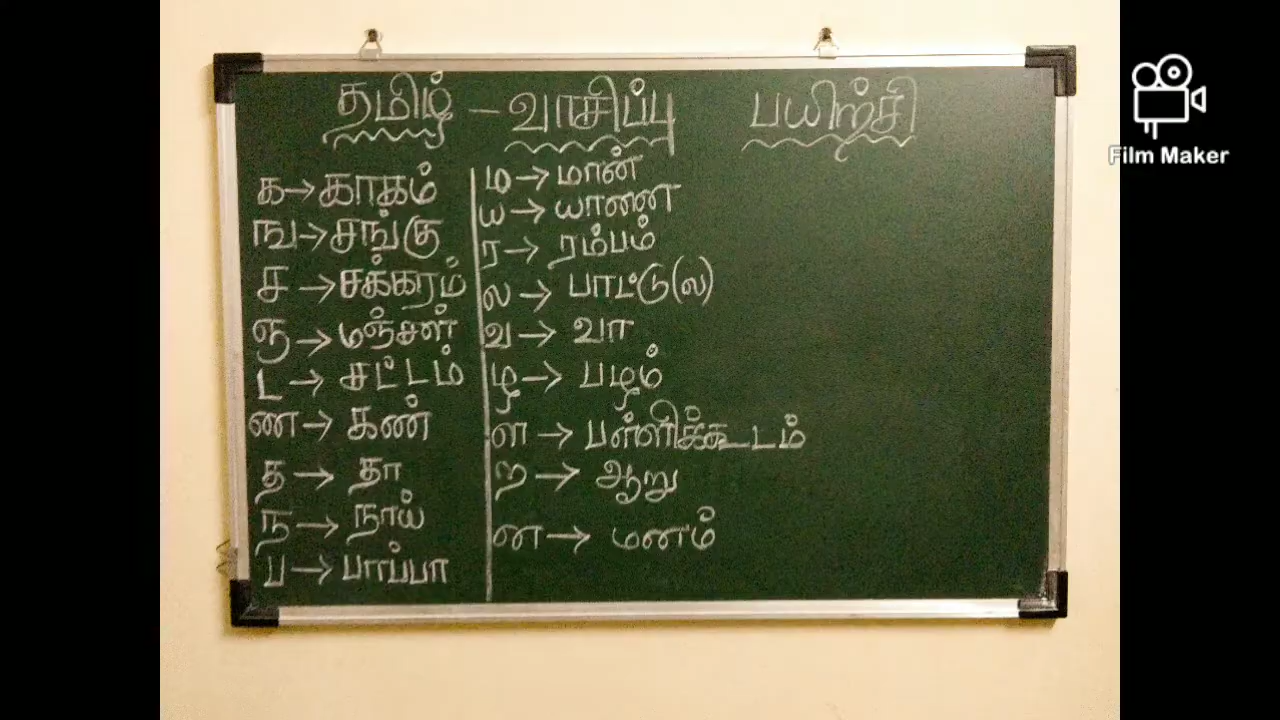 தமிழ் - வாசிப்பு பயிற்சி
க→காகம்
ங→சங்கு
ச→சக்கரம்
ஞ→மஞ்சள்
ட→சட்டம்
ண→கண்
த→தா
ந→நாய்
ப→பாப்பா
ம→மான்
ய→யானை
ர→ரம்பம்
ல→பாட்டு(ல)
வ→வா
ழ→பழம்
ள→பள்ளிக்கூடம்
ற→ஆறு
ன→மனம்
Film Maker